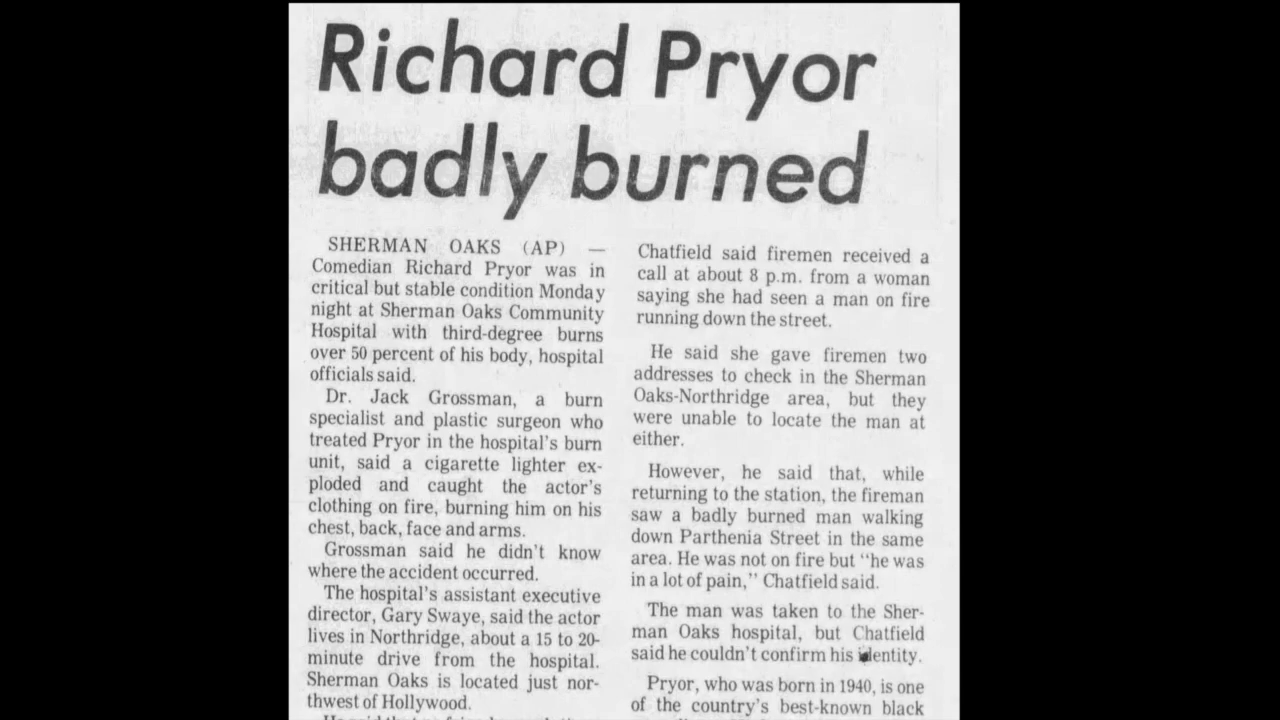 Richard Pryor
badly burned
SHERMAN OAKS (AP) —
Comedian Richard Pryor was in
critical but stable condition Monday
night at Sherman Oaks Community
Hospital with third-degree burns
over 50 percent of his body, hospital
officials said.
Dr. Jack Grossman, a burn
specialist and plastic surgeon who
treated Pryor in the hospital's burn
unit, said a cigarette lighter ex-
ploded and caught the actor's
clothing on fire, burning him on his
chest, back, face and arms.
Grossman said he didn't know
where the accident occurred.
The hospital's assistant executive
director, Gary Swaye, said the actor
lives in Northridge, about a 15 to 20-
minute drive from the hospital.
Sherman Oaks is located just nor-
thwest of Hollywood.
Chatfield said firemen received a
call at about 8 p.m. from a woman
saying she had seen a man on fire
running down the street.
He said she gave firemen two
addresses to check in the Sherman
Oaks-Northridge area, but they
were unable to locate the man at
either.
However, he said that, while
returning to the station, the fireman
saw a badly burned man walking
down Parthenia Street in the same
area. He was not on fire but "he was
in a lot of pain," Chatfield said.
The man was taken to the Sher-
man Oaks hospital, but Chatfield
said he couldn't confirm his identity.
Pryor, who was born in 1940, is one
of the country's best-known black